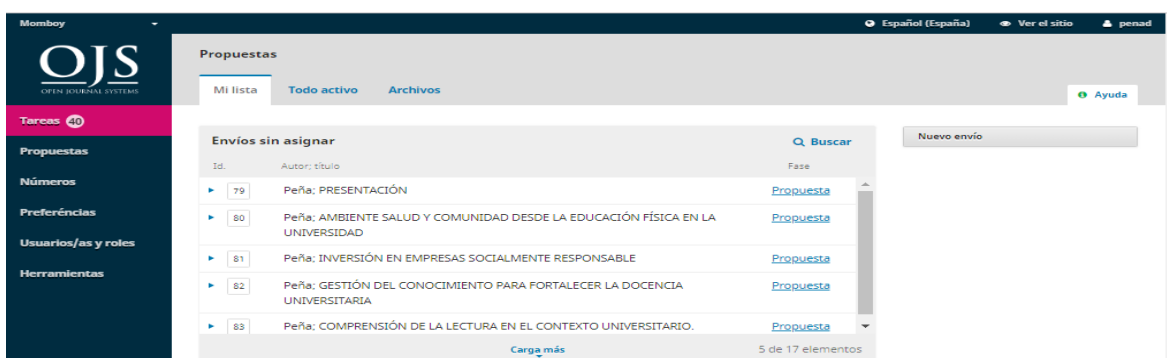 Momboy
Español (España)
Ver el sitio
penad
OJS
OPEN JOURNAL SYSTEMS
Tareas 40
Propuestas
Números
Preferéncias
Usuarios/as y roles
Herramientas
Propuestas
Mi lista
Todo activo
Archivos
Ayuda
Envíos sin asignar
Buscar
Id.
Autor; título
Fase
79 Peña; PRESENTACIÓN Propuesta
80 Peña; AMBIENTE SALUD Y COMUNIDAD DESDE LA EDUCACIÓN FÍSICA EN LA Propuesta
UNIVERSIDAD
81 Peña; INVERSIÓN EN EMPRESAS SOCIALMENTE RESPONSABLE Propuesta
82 Peña; GESTIÓN DEL CONOCIMIENTO PARA FORTALECER LA DOCENCIA Propuesta
UNIVERSITARIA
83 Peña; COMPRENSIÓN DE LA LECTURA EN EL CONTEXTO UNIVERSITARIO. Propuesta
Carga más
5 de 17 elementos
Nuevo envío